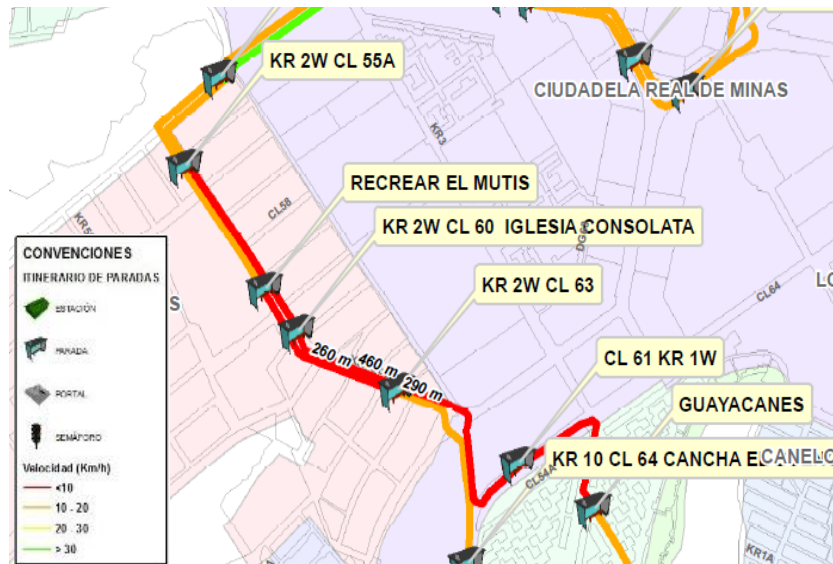 KR 2W CL 55A
CIUDADELA REAL DE MINAS
KR3
RECREAR EL MUTIS
CL58
KR 2W CL 60 IGLESIA CONSOLATA
KR 2W CL 63
CL64
260 m
460 m
290 m
CL 61 KR 1W
GUAYACANES
KR 10 CL 64 CANCHA
CANELO
CL54A
KR1A
CONVENCIONES
ITINERARIO DE PARADAS
ESTACIÓN
PARADA
PORTAL
SEMÁFORO
Velocidad (Km/h)
<10
10 - 20
20 - 30
> 30